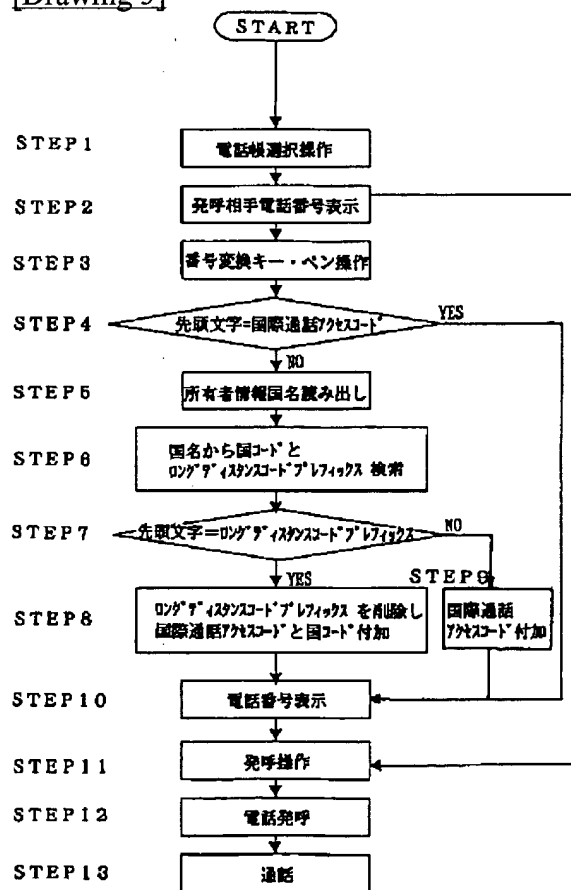 [Drawing 9]
START
STEP1
電話帳選択操作
STEP2
発呼相手電話番号表示
STEP3
番号変換キー・ペン操作
STEP4
先頭文字=国際通話アクセスコード
YES
NO
STEP5
所有者情報国名読み出し
STEP6
国名から国コードと
ロングディスタンスコードプレフィックス 検索
STEP7
先頭文字=ロングディスタンスコードプレフィックス
NO
YES
STEP9
STEP8
ロングディスタンスコードプレフィックス を削除し
国際通話アクセスコードと国コード付加
国際通話
アクセスコード付加
STEP10
電話番号表示
STEP11
発呼操作
STEP12
電話発呼
STEP13
通話